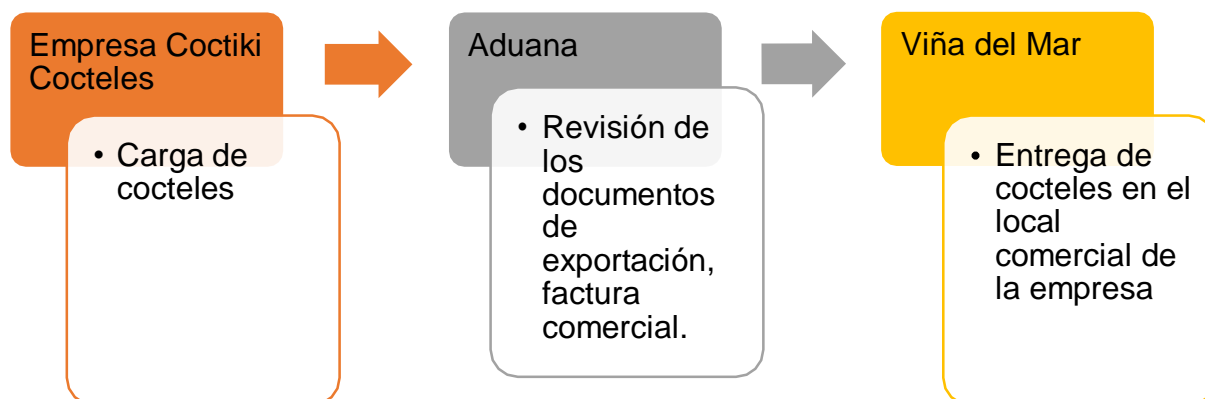 Empresa Coctiki
Cocteles
• Carga de
cocteles
Aduana
• Revisión de
los
documentos
de
exportación,
factura
comercial.
Viña del Mar
• Entrega de
cocteles en el
local
comercial de
la empresa